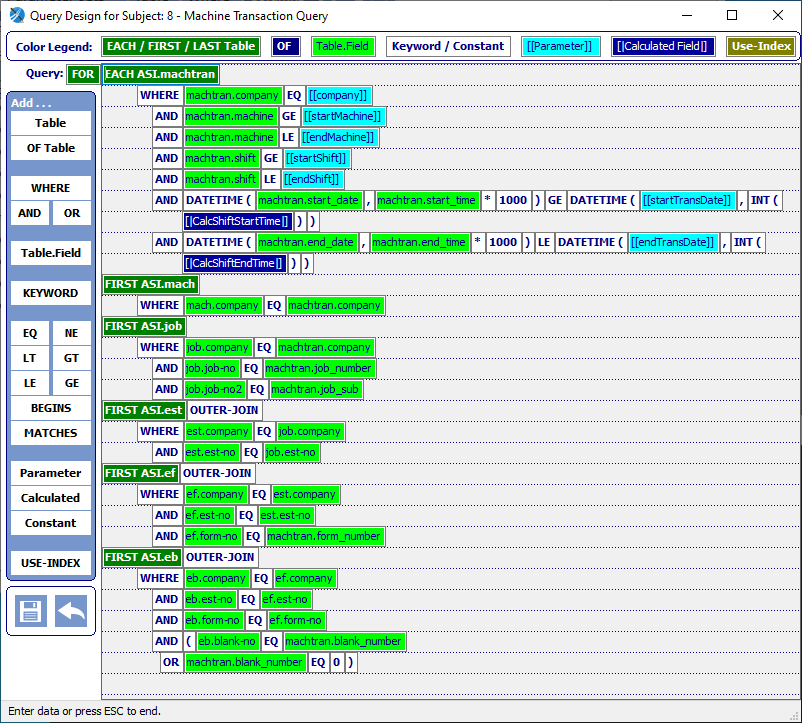 Query Design for Subject: 8 - Machine Transaction Query
Color Legend: EACH / FIRST / LAST Table OF Table.Field Keyword / Constant [[Parameter]] [|Calculated Field|] Use-Index
Query: FOR EACH ASI.machtran
WHERE machtran.company EQ [[company]]
AND machtran.machine GE [[startMachine]]
AND machtran.machine LE [[endMachine]]
AND machtran.shift GE [[startShift]]
AND machtran.shift LE [[endShift]]
AND DATETIME ( machtran.start_date , machtran.start_time * 1000 ) GE DATETIME ( [[startTransDate]] , INT (
[|CalcShiftStartTime|] ) )
AND DATETIME ( machtran.end_date , machtran.end_time * 1000 ) LE DATETIME ( [[endTransDate]] , INT (
[|CalcShiftEndTime|] ) )
FIRST ASI.mach
WHERE mach.company EQ machtran.company
FIRST ASI.job
WHERE job.company EQ machtran.company
AND job.job-no EQ machtran.job_number
AND job.job-no2 EQ machtran.job_sub
FIRST ASI.est OUTER-JOIN
WHERE est.company EQ job.company
AND est.est-no EQ job.est-no
FIRST ASI.ef OUTER-JOIN
WHERE ef.company EQ est.company
AND ef.est-no EQ est.est-no
AND ef.form-no EQ machtran.form_number
FIRST ASI.eb OUTER-JOIN
WHERE eb.company EQ ef.company
AND eb.est-no EQ ef.est-no
AND eb.form-no EQ ef.form-no
AND ( eb.blank-no EQ machtran.blank_number
OR machtran.blank_number EQ 0 )
Add . . .
Table
OF Table
WHERE
AND OR
Table.Field
KEYWORD
EQ NE
LT GT
LE GE
BEGINS
MATCHES
Parameter
Calculated
Constant
USE-INDEX
Enter data or press ESC to end.